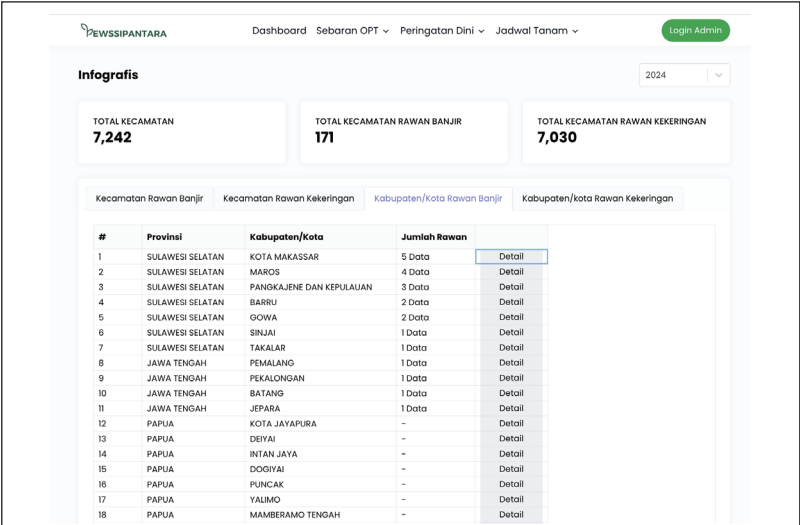 PEWSSIPANTARA Dashboard Sebaran OPT Peringatan Dini Jadwal Tanam Login Admin
Infografis 2024
TOTAL KECAMATAN TOTAL KECAMATAN RAWAN BANJIR TOTAL KECAMATAN RAWAN KEKERINGAN
7,242 171 7,030
Kecamatan Rawan Banjir Kecamatan Rawan Kekeringan Kabupaten/Kota Rawan Banjir Kabupaten/kota Rawan Kekeringan
# Provinsi Kabupaten/Kota Jumlah Rawan
1 SULAWESI SELATAN KOTA MAKASSAR 5 Data Detail
2 SULAWESI SELATAN MAROS 4 Data Detail
3 SULAWESI SELATAN PANGKAJENE DAN KEPULAUAN 3 Data Detail
4 SULAWESI SELATAN BARRU 2 Data Detail
5 SULAWESI SELATAN GOWA 2 Data Detail
6 SULAWESI SELATAN SINJAI 1 Data Detail
7 SULAWESI SELATAN TAKALAR 1 Data Detail
8 JAWA TENGAH PEMALANG 1 Data Detail
9 JAWA TENGAH PEKALONGAN 1 Data Detail
10 JAWA TENGAH BATANG 1 Data Detail
11 JAWA TENGAH JEPARA 1 Data Detail
12 PAPUA KOTA JAYAPURA - Detail
13 PAPUA DEIYAI - Detail
14 PAPUA INTAN JAYA - Detail
15 PAPUA DOGIYAI - Detail
16 PAPUA PUNCAK - Detail
17 PAPUA YALIMO - Detail
18 PAPUA MAMBERAMO TENGAH - Detail